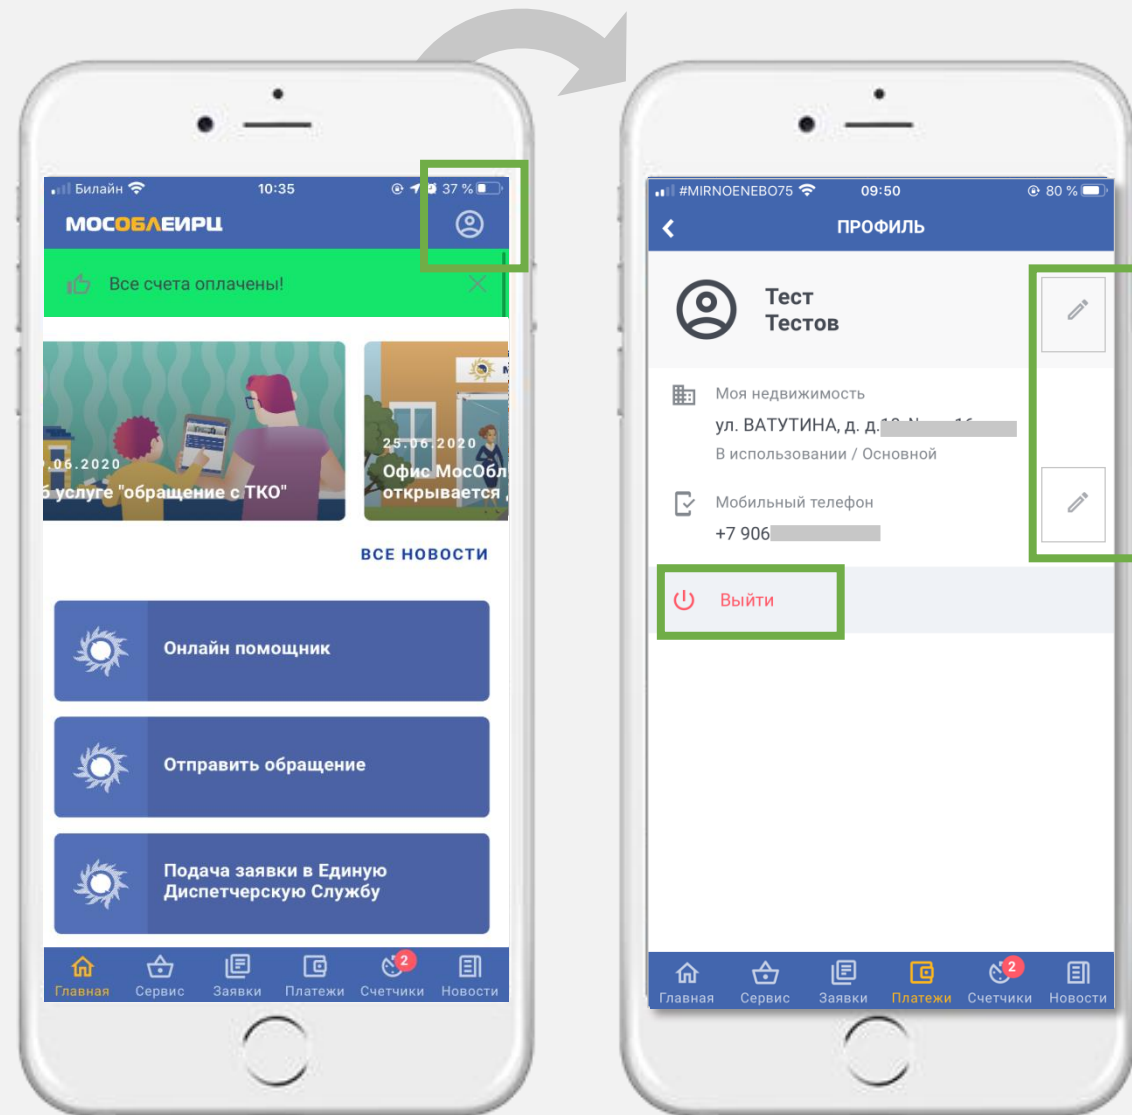 Билайн 10:35 37 %
МОСОБЛЕИРЦ
Все счета оплачены!
.06.2020
услуге "обращение с ТКО"
25.06.2020
Офис МосОбл
открывается
ВСЕ НОВОСТИ
Онлайн помощник
Отправить обращение
Подача заявки в Единую
Диспетчерскую Службу
2
Главная Сервис Заявки Платежи Счетчики Новости
#MIRNOENEBO75 09:50 80 %
ПРОФИЛЬ
Тест
Тестов
Моя недвижимость
ул. ВАТУТИНА, д. д.
В использовании / Основной
Мобильный телефон
+7 906
Выйти
2
Главная Сервис Заявки Платежи Счетчики Новости